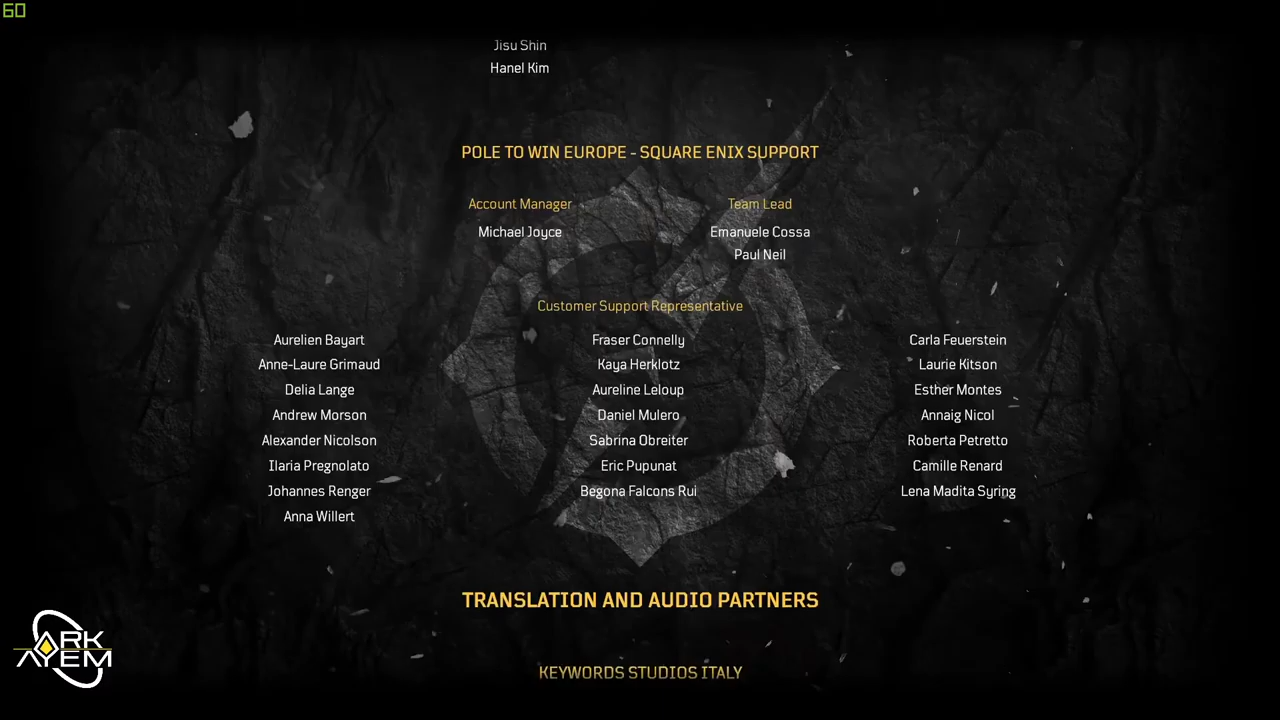 60
Jisu Shin
Hanel Kim
POLE TO WIN EUROPE - SQUARE ENIX SUPPORT
Account Manager
Michael Joyce
Team Lead
Emanuele Cossa
Paul Neil
Customer Support Representative
Aurelien Bayart
Fraser Connelly
Carla Feuerstein
Anne-Laure Grimaud
Kaya Herklotz
Laurie Kitson
Delia Lange
Aureline Leloup
Esther Montes
Andrew Morson
Daniel Mulero
Annaig Nicol
Alexander Nicolson
Sabrina Obreiter
Roberta Petretto
Ilaria Pregnolato
Eric Pupunat
Camille Renard
Johannes Renger
Begona Falcons Rui
Lena Madita Syring
Anna Willert
TRANSLATION AND AUDIO PARTNERS
KEYWORDS STUDIOS ITALY
ARK
AYEM